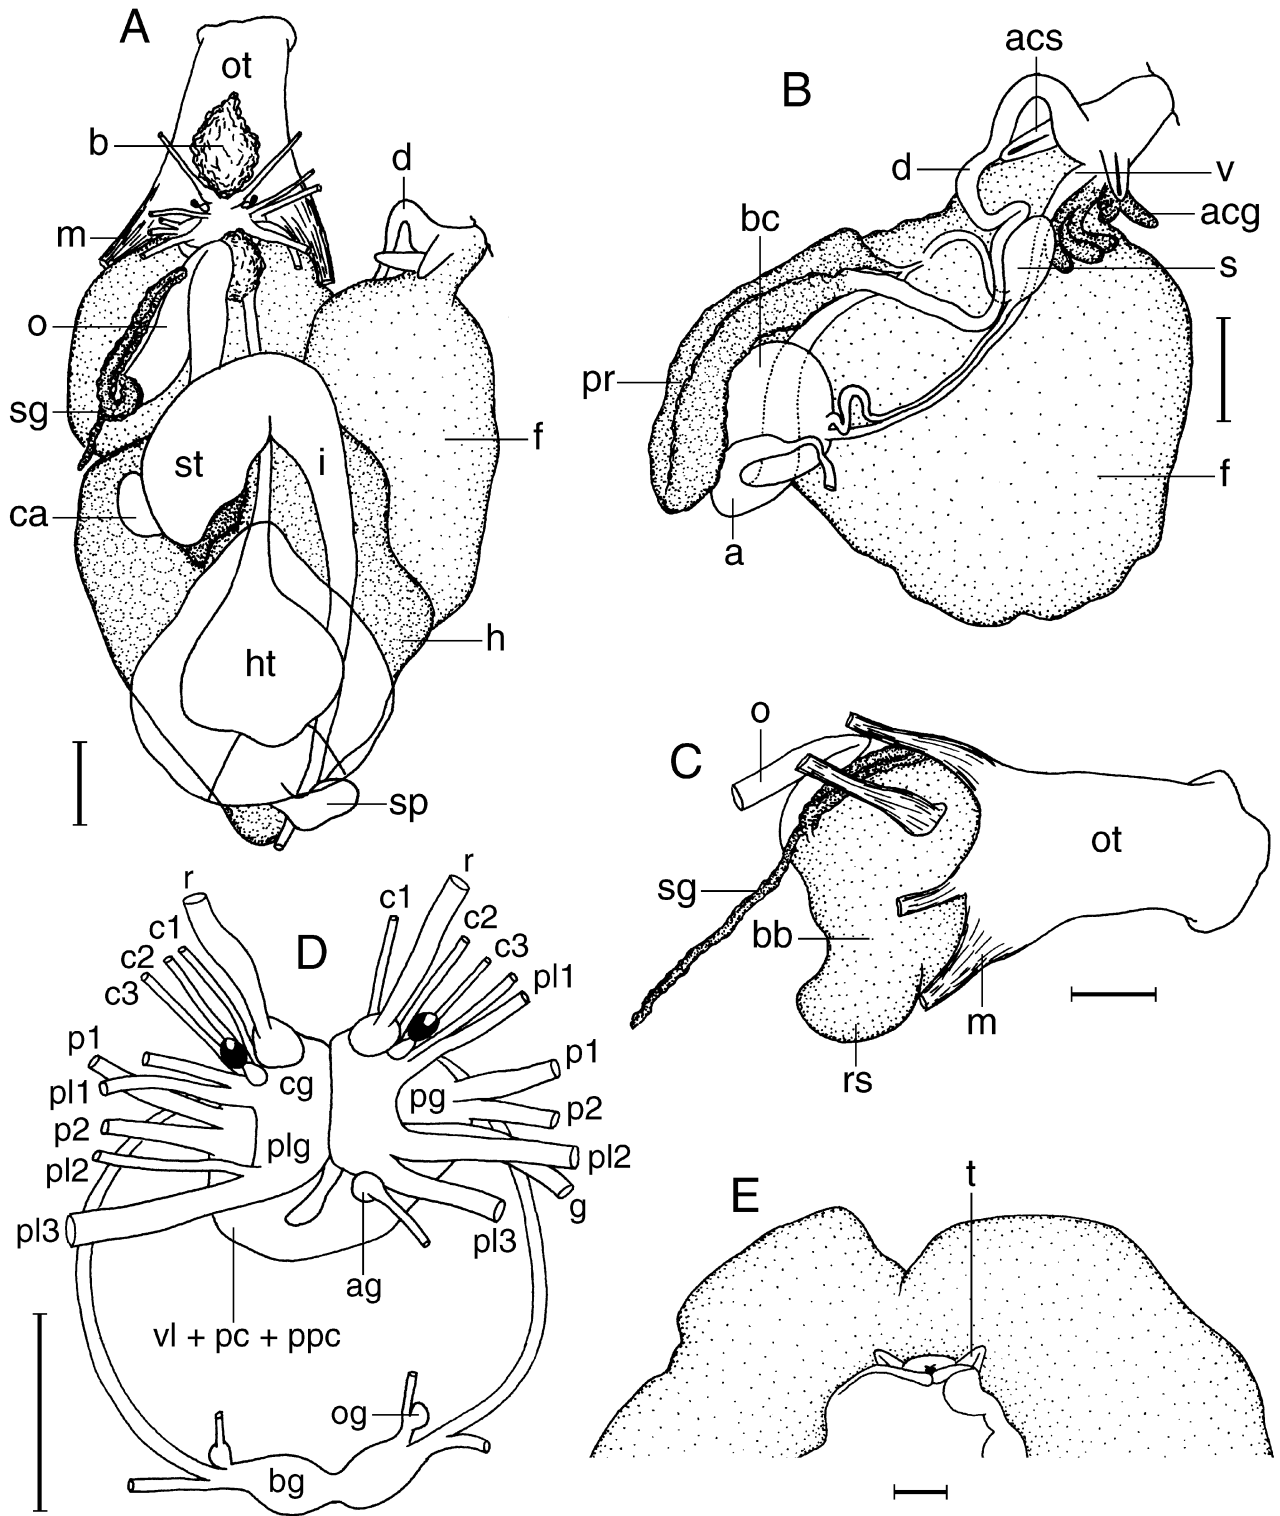 A
ot
b
d
m
o
sg
f
st
i
ca
h
ht
sp
B
acs
d
v
bc
acg
s
pr
f
a
C
o
ot
sg
bb
m
rs
D
r
r
c1
c1
c2
c2
c3
c3
pl1
p1
p1
cg
pg
pl1
p2
p2
plg
pl2
pl2
g
pl3
pl3
ag
vl + pc + ppc
og
bg
E
t